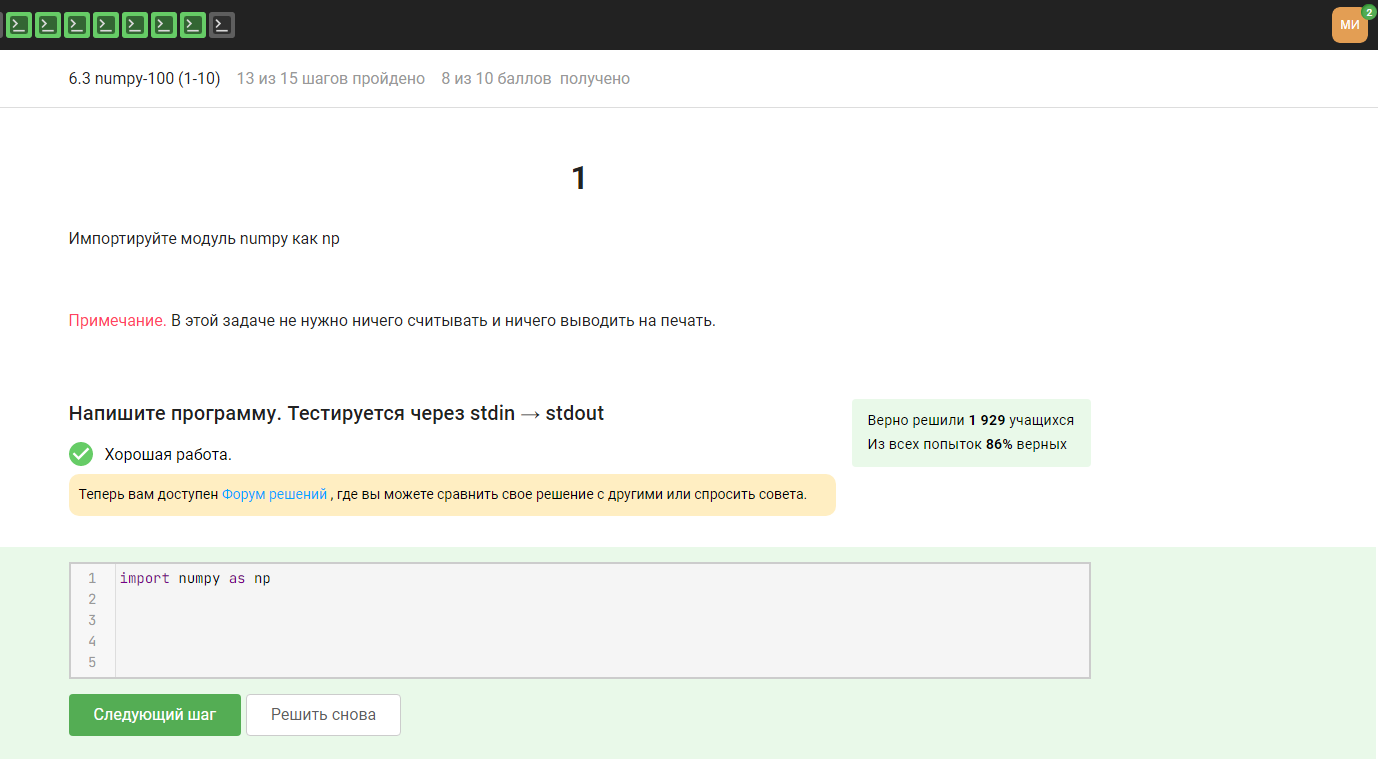 МИ
2
6.3 numpy-100 (1-10) 13 из 15 шагов пройдено 8 из 10 баллов получено
1
Импортируйте модуль numpy как np
Примечание. В этой задаче не нужно ничего считывать и ничего выводить на печать.
Напишите программу. Тестируется через stdin → stdout
Верно решили 1 929 учащихся
Из всех попыток 86% верных
Хорошая работа.
Теперь вам доступен Форум решений , где вы можете сравнить свое решение с другими или спросить совета.
1 import numpy as np
2
3
4
5
Следующий шаг Решить снова